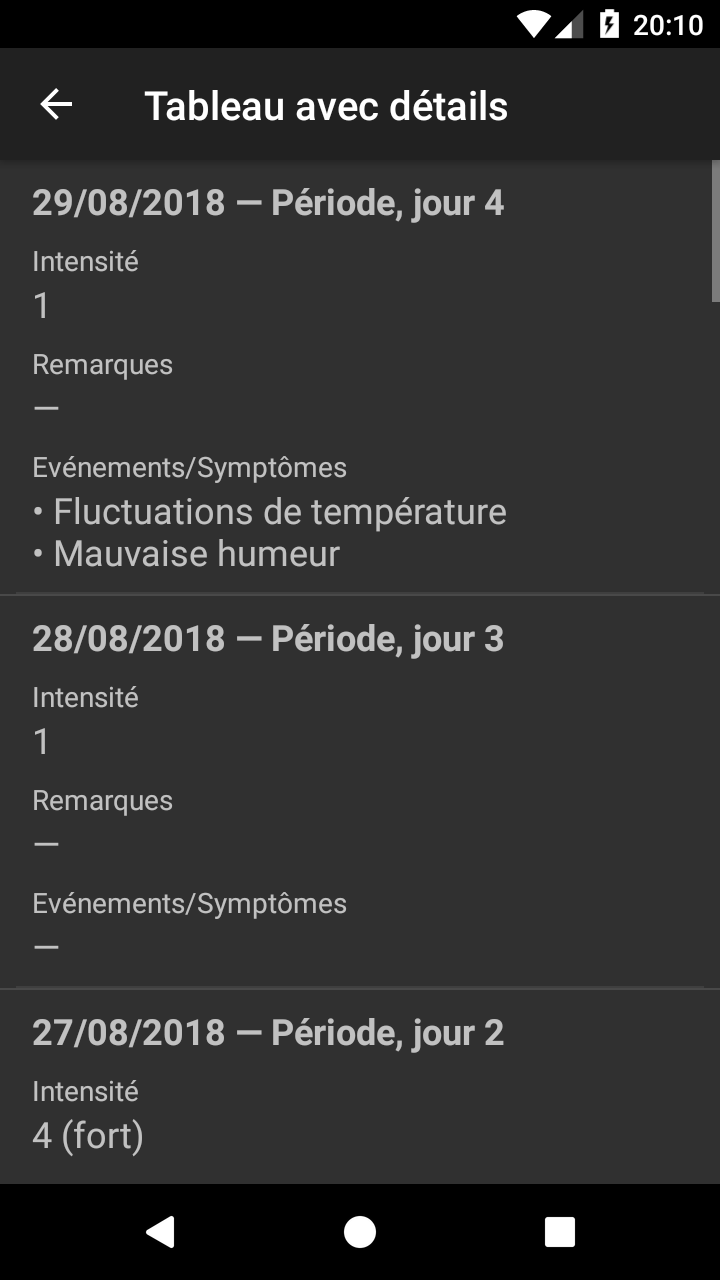 20:10
Tableau avec détails
29/08/2018 — Période, jour 4
Intensité
1
Remarques
—
Evénements/Symptômes
• Fluctuations de température
• Mauvaise humeur
28/08/2018 — Période, jour 3
Intensité
1
Remarques
—
Evénements/Symptômes
—
27/08/2018 — Période, jour 2
Intensité
4 (fort)